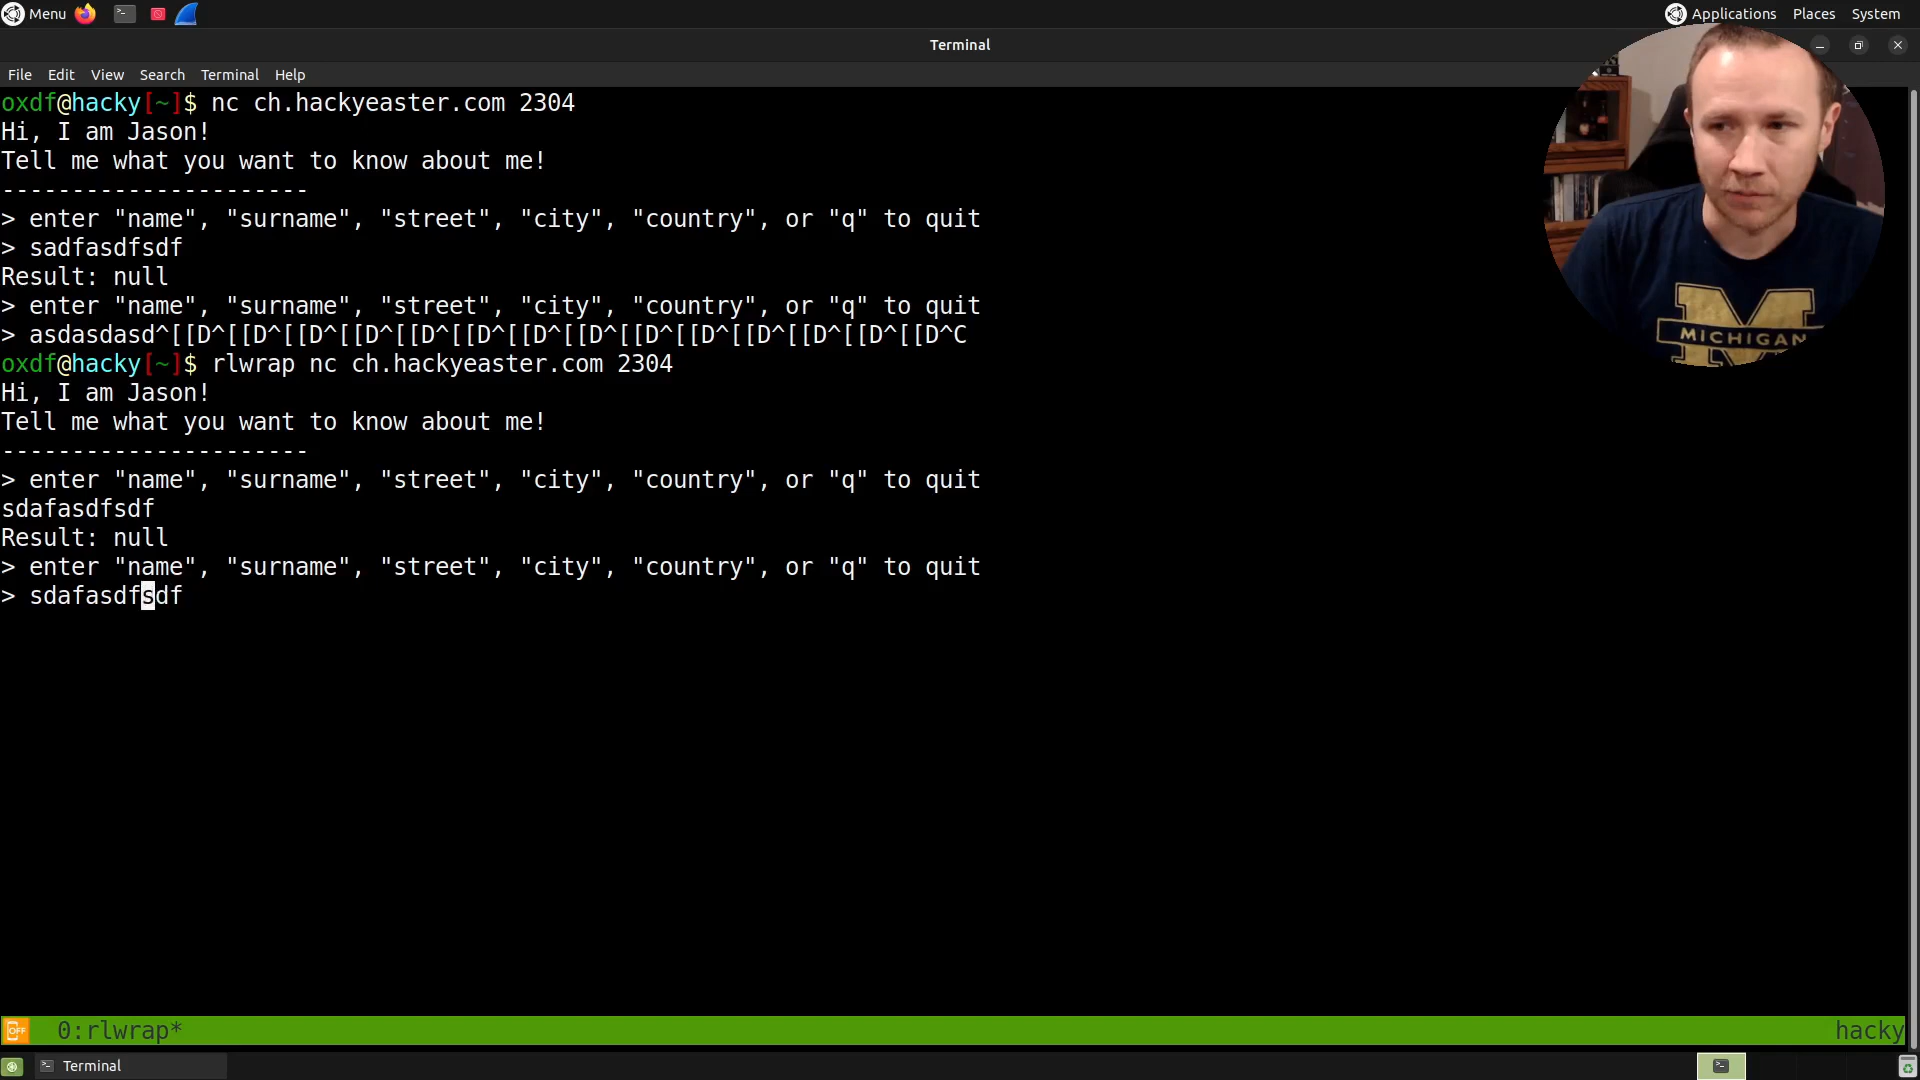 Menu
Applications Places System
Terminal
File Edit View Search Terminal Help
oxdf@hacky[~]$ nc ch.hackyeaster.com 2304
Hi, I am Jason!
Tell me what you want to know about me!
----------------------
> enter "name", "surname", "street", "city", "country", or "q" to quit
> sadfasdfsdf
Result: null
> enter "name", "surname", "street", "city", "country", or "q" to quit
> asdasdasd^[[D^[[D^[[D^[[D^[[D^[[D^[[D^[[D^[[D^[[D^[[D^[[D^[[D^[[D^C
oxdf@hacky[~]$ rlwrap nc ch.hackyeaster.com 2304
Hi, I am Jason!
Tell me what you want to know about me!
----------------------
> enter "name", "surname", "street", "city", "country", or "q" to quit
sdafasdfsdf
Result: null
> enter "name", "surname", "street", "city", "country", or "q" to quit
> sdafasdfsdf
M
MICHIGAN
OFF 0:rlwrap* hacky
Terminal